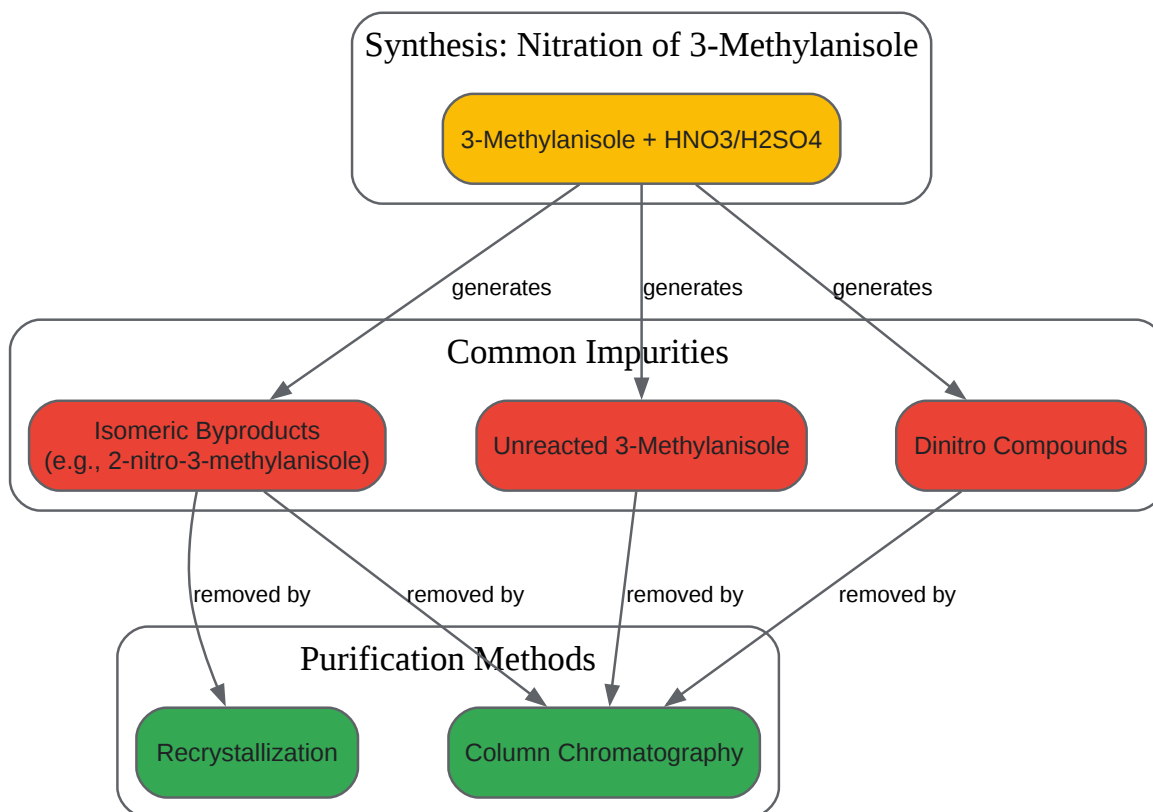 Synthesis: Nitration of 3-Methylanisole
3-Methylanisole + HNO3/H2SO4
generates
generates
generates
Common Impurities
Isomeric Byproducts
(e.g., 2-nitro-3-methylanisole)
Unreacted 3-Methylanisole
Dinitro Compounds
removed by
removed by
removed by
removed by
Purification Methods
Recrystallization
Column Chromatography